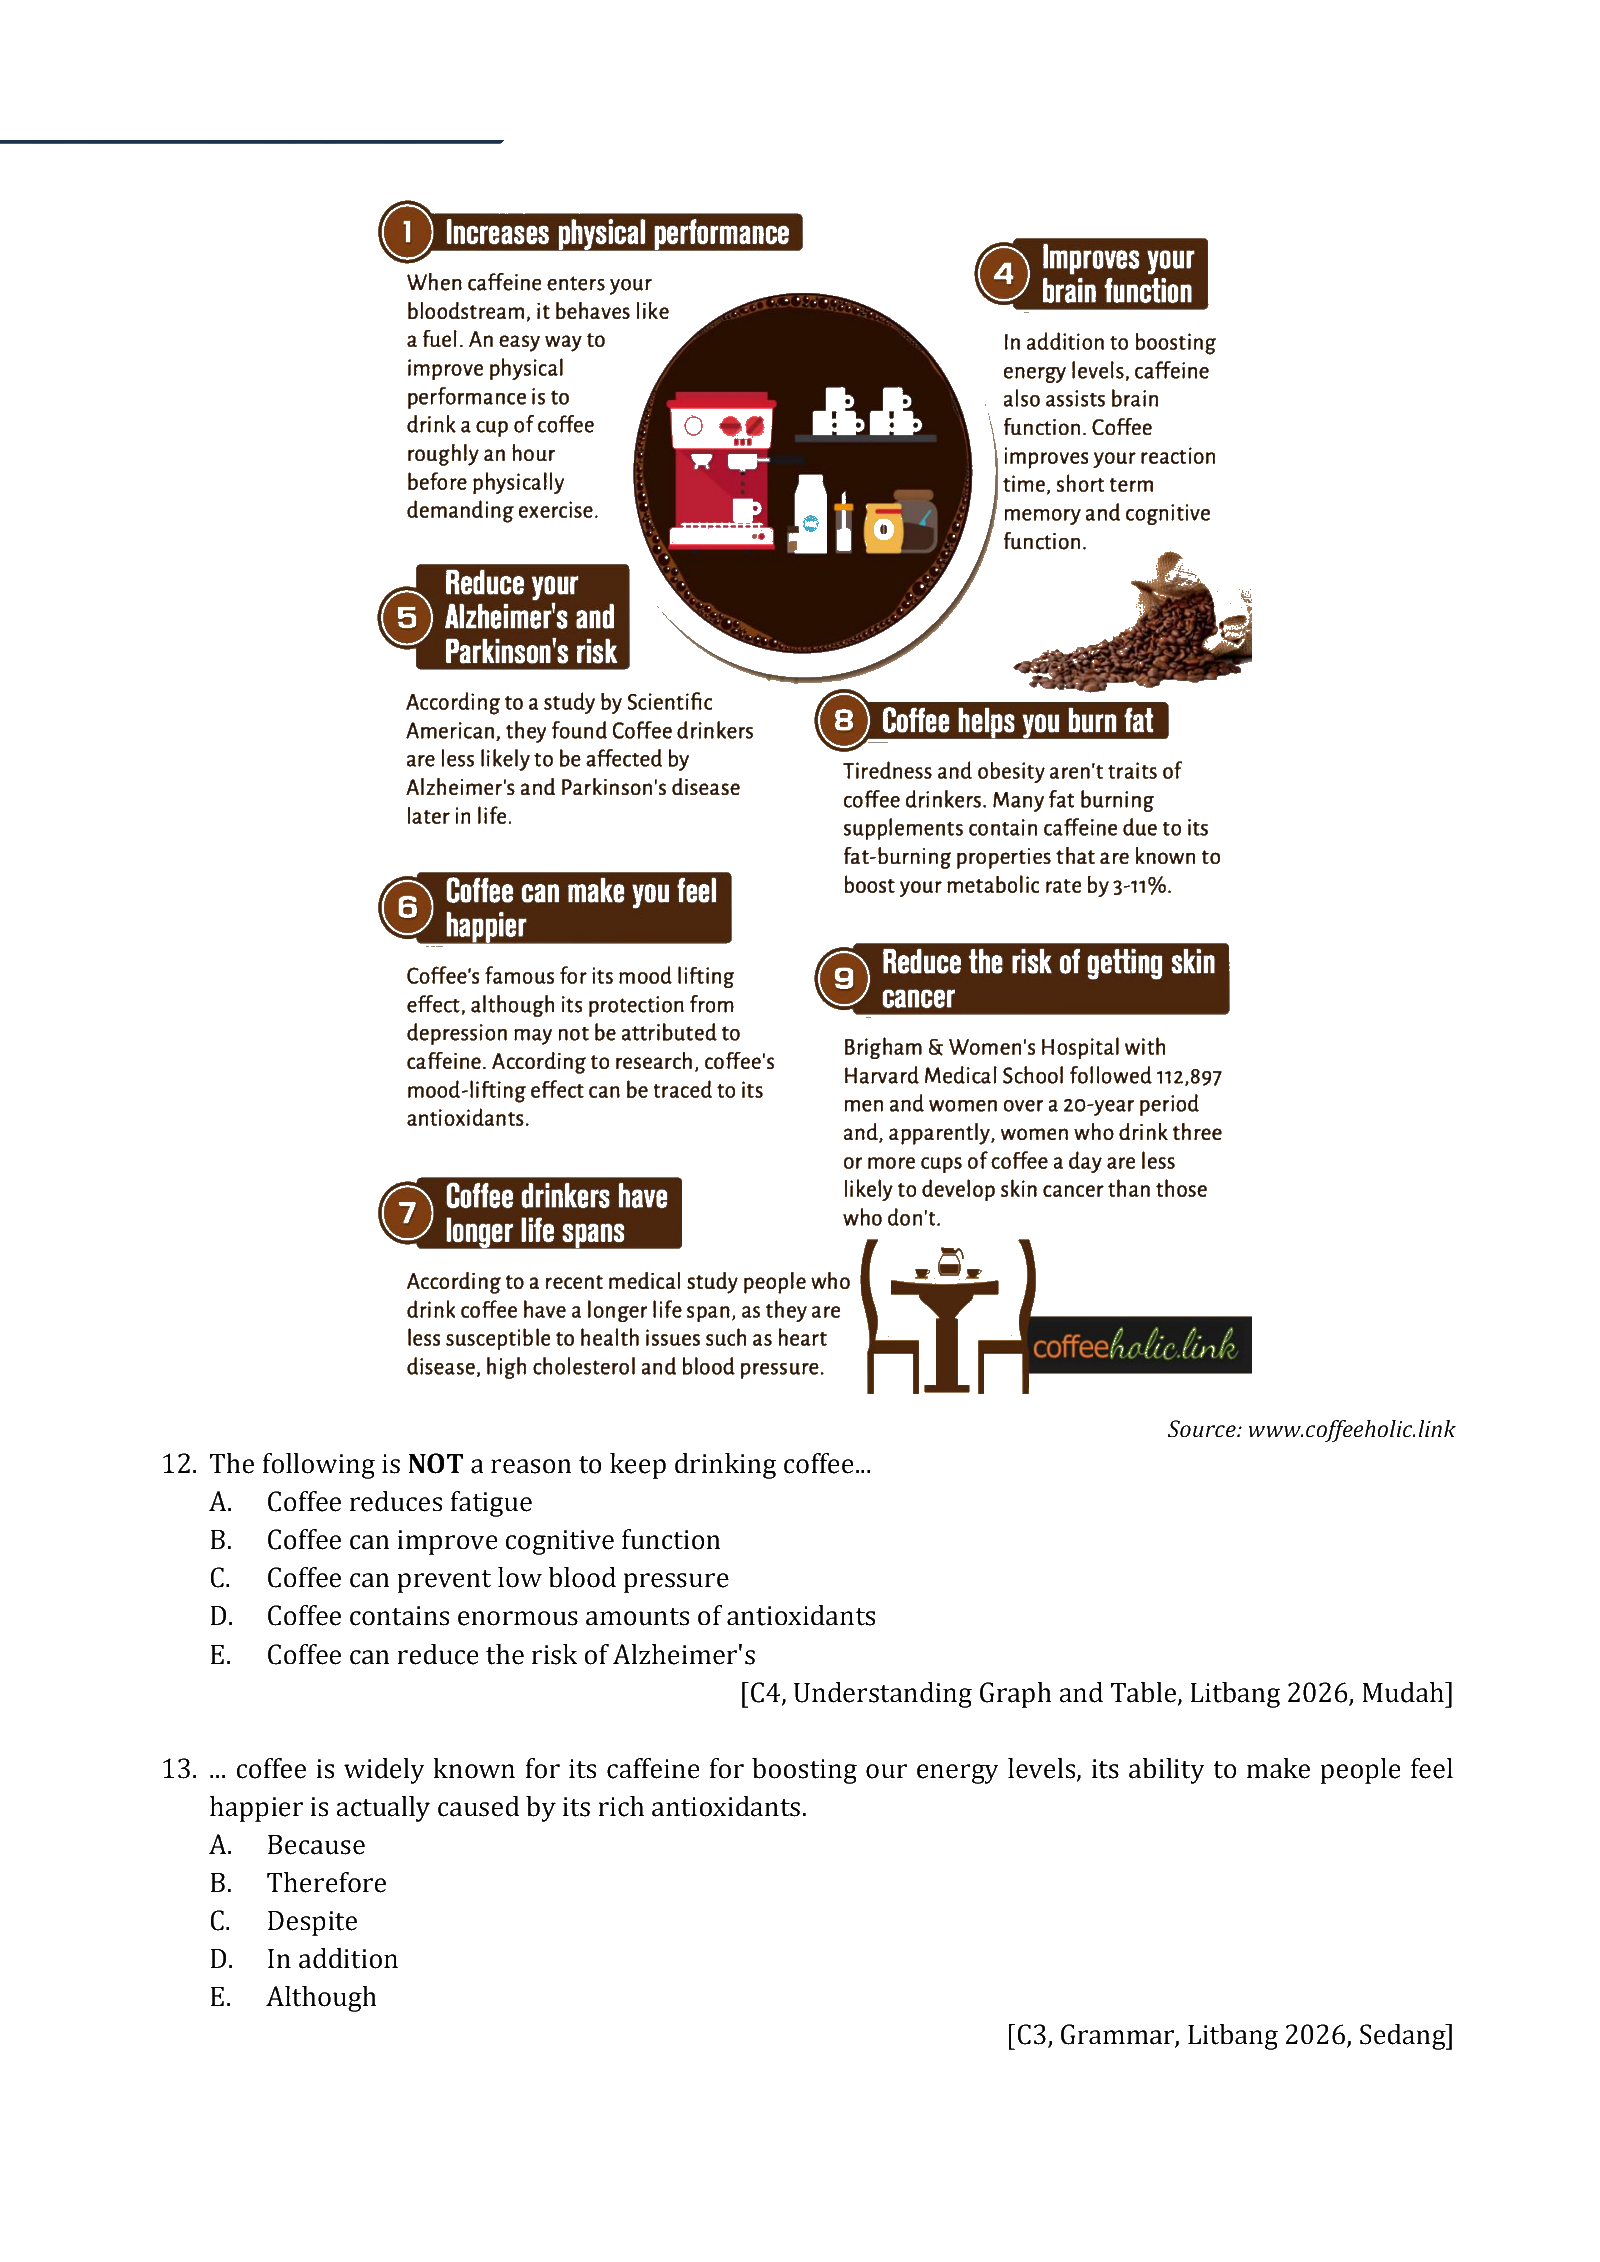 1 Increases physical performance
When caffeine enters your
bloodstream, it behaves like
a fuel. An easy way to
improve physical
performance is to
drink a cup of coffee
roughly an hour
before physically
demanding exercise.
4 Improves your
brain function
In addition to boosting
energy levels, caffeine
also assists brain
function. Coffee
improves your reaction
time, short term
memory and cognitive
function.
5 Reduce your
Alzheimer's and
Parkinson's risk
According to a study by Scientific
American, they found Coffee drinkers
are less likely to be affected by
Alzheimer's and Parkinson's disease
later in life.
8 Coffee helps you burn fat
Tiredness and obesity aren't traits of
coffee drinkers. Many fat burning
supplements contain caffeine due to its
fat-burning properties that are known to
boost your metabolic rate by 3-11%.
6 Coffee can make you feel
happier
Coffee's famous for its mood lifting
effect, although its protection from
depression may not be attributed to
caffeine. According to research, coffee's
mood-lifting effect can be traced to its
antioxidants.
9 Reduce the risk of getting skin
cancer
Brigham & Women's Hospital with
Harvard Medical School followed 112,897
men and women over a 20-year period
and, apparently, women who drink three
or more cups of coffee a day are less
likely to develop skin cancer than those
who don't.
7 Coffee drinkers have
longer life spans
According to a recent medical study people who
drink coffee have a longer life span, as they are
less susceptible to health issues such as heart
disease, high cholesterol and blood pressure.
coffeeholic.link
Source: www.coffeeholic.link
12. The following is NOT a reason to keep drinking coffee...
A. Coffee reduces fatigue
B. Coffee can improve cognitive function
C. Coffee can prevent low blood pressure
D. Coffee contains enormous amounts of antioxidants
E. Coffee can reduce the risk of Alzheimer's
[C4, Understanding Graph and Table, Litbang 2026, Mudah]
13. ... coffee is widely known for its caffeine for boosting our energy levels, its ability to make people feel
happier is actually caused by its rich antioxidants.
A. Because
B. Therefore
C. Despite
D. In addition
E. Although
[C3, Grammar, Litbang 2026, Sedang]